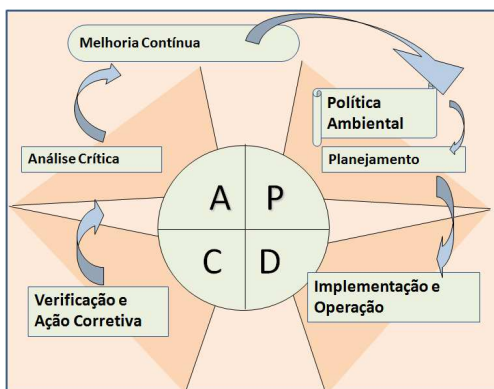 Melhoria Contínua
Política
Ambiental
Análise Crítica
Planejamento
A P
C D
Verificação e
Ação Corretiva
Implementação e
Operação